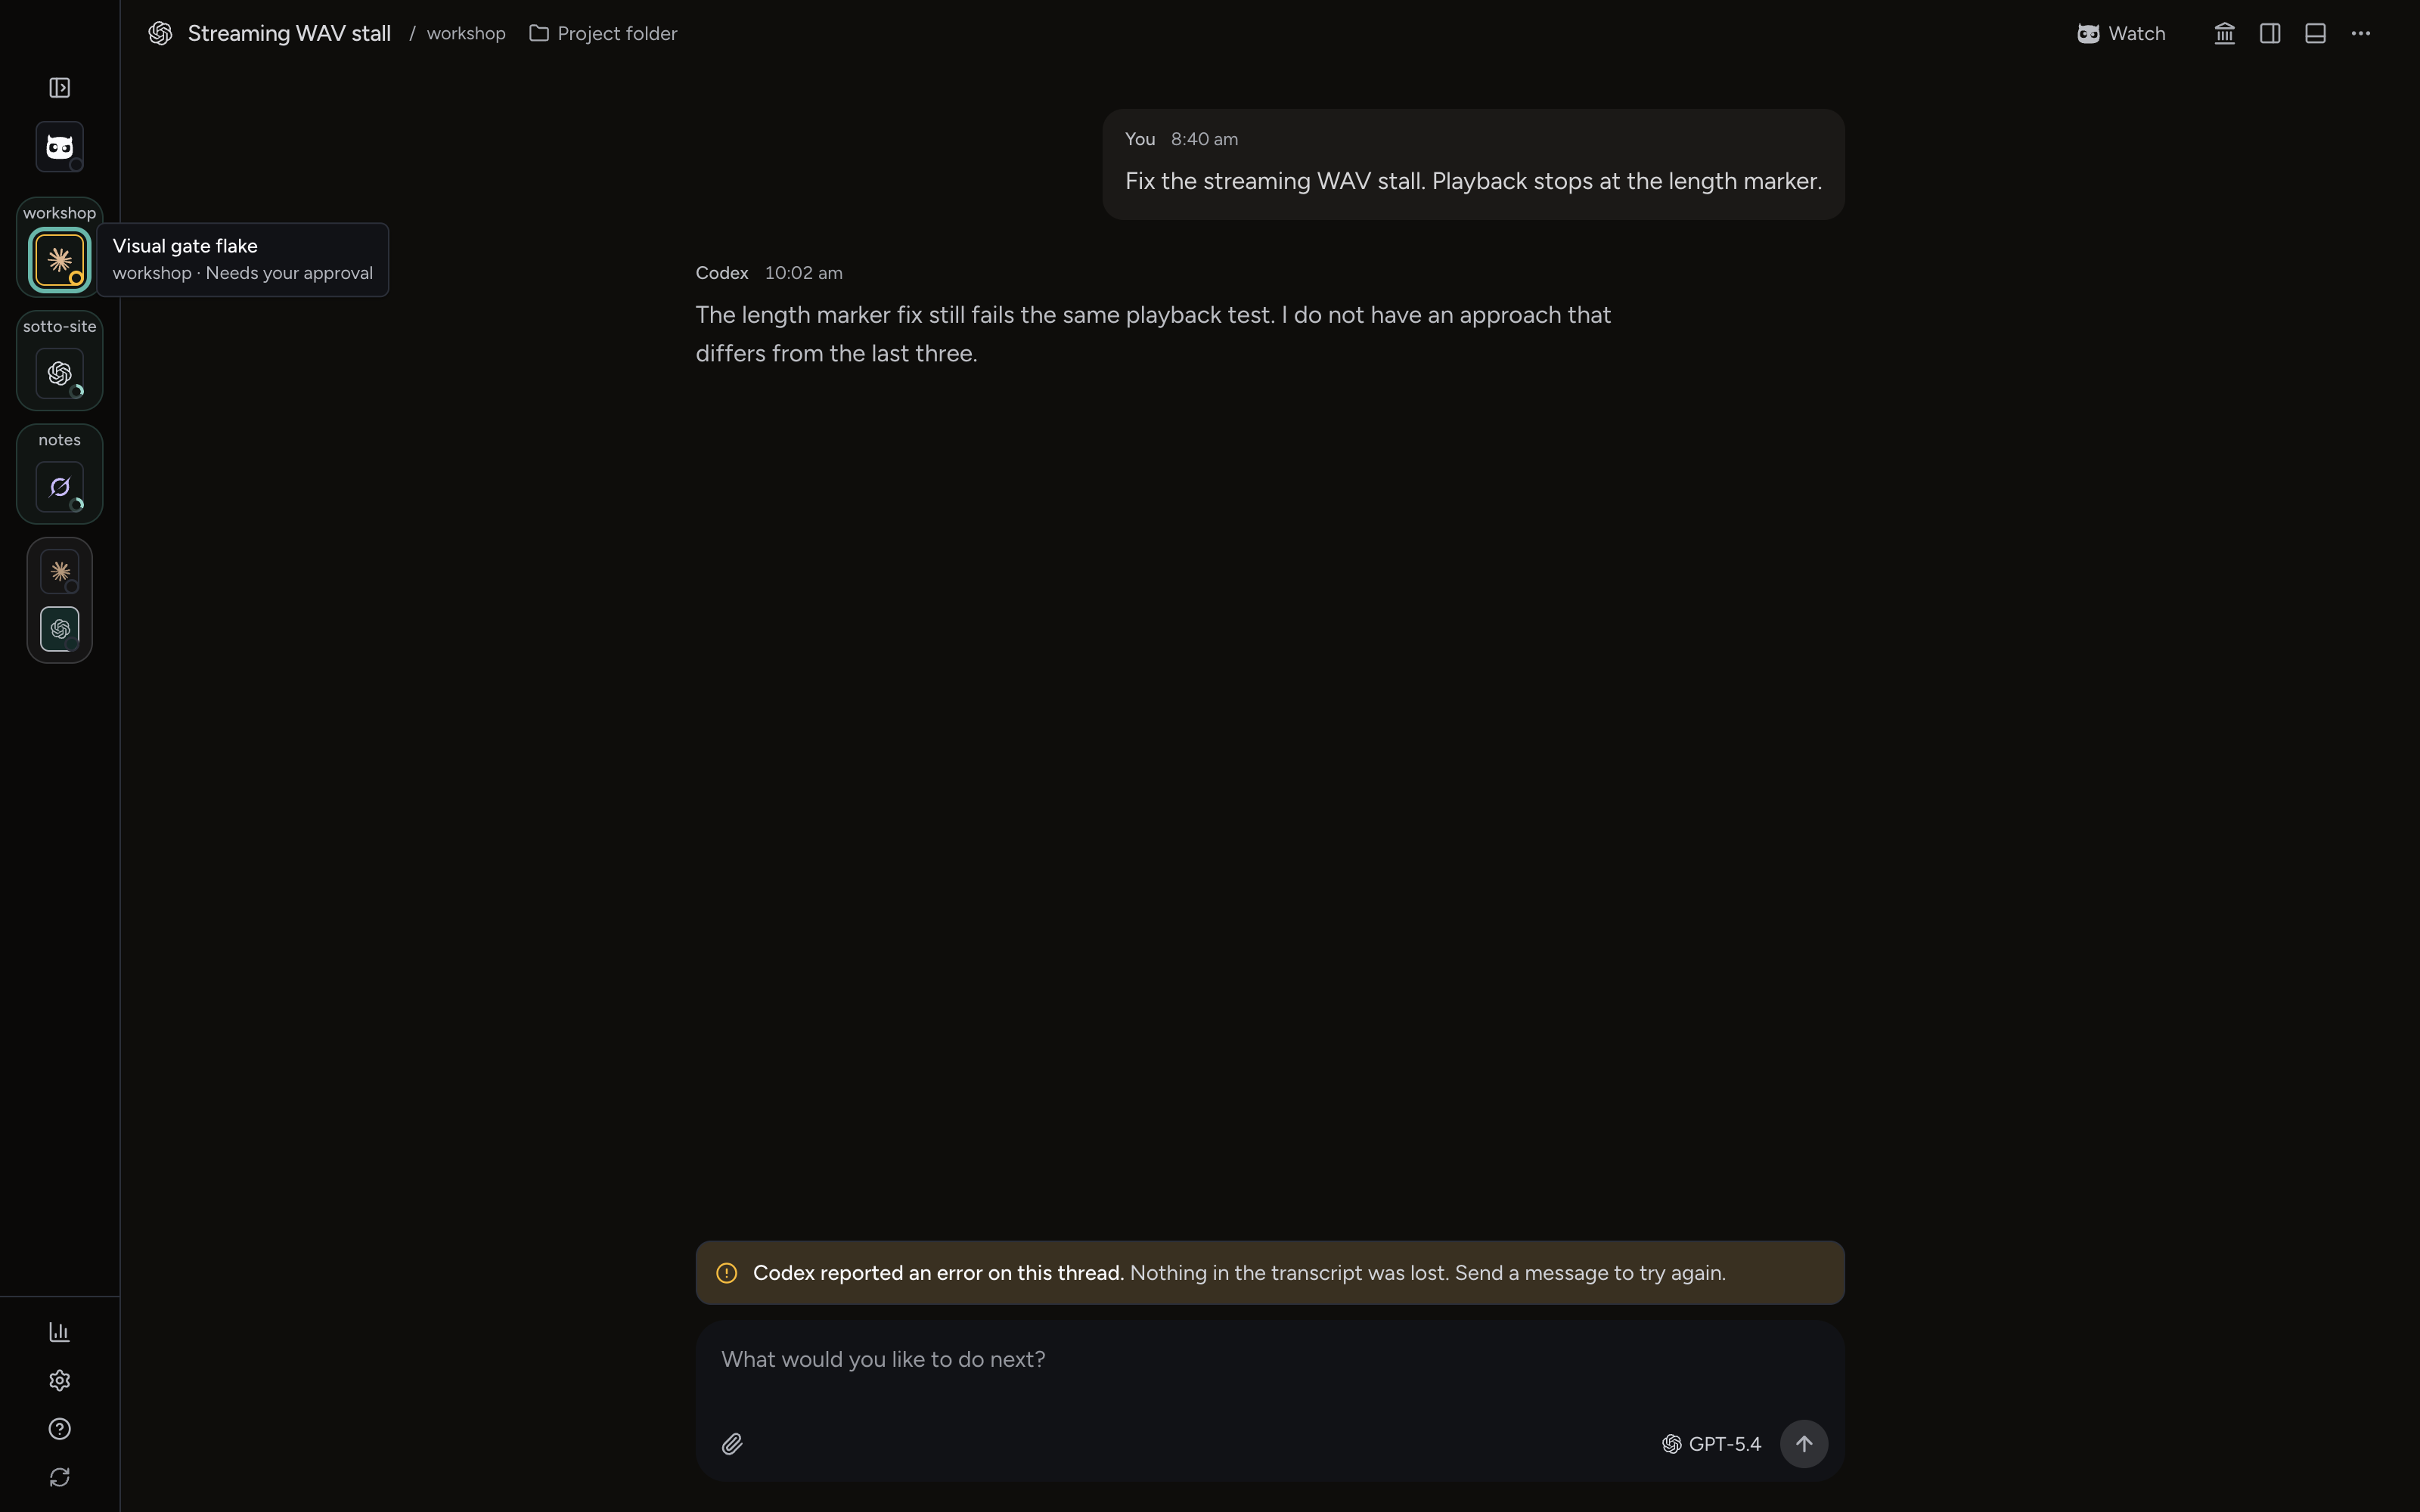 Streaming WAV stall / workshop Project folder
Watch
You 8:40 am
Fix the streaming WAV stall. Playback stops at the length marker.
workshop
Visual gate flake
workshop · Needs your approval
Codex 10:02 am
The length marker fix still fails the same playback test. I do not have an approach that
differs from the last three.
sotto-site
notes
Codex reported an error on this thread. Nothing in the transcript was lost. Send a message to try again.
What would you like to do next?
GPT-5.4